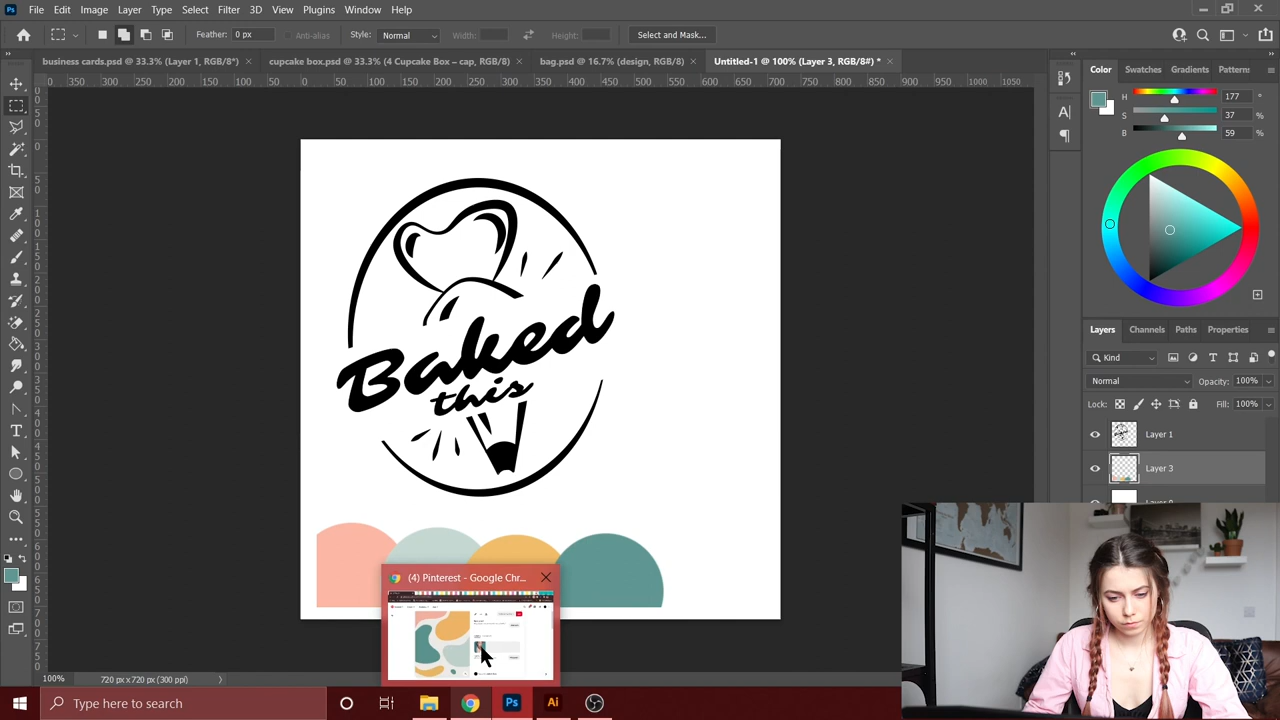 Ps File Edit Image Layer Type Select Filter 3D View Plugins Window Help
Feather: 0 px Anti-alias Style: Normal Width: Height: Select and Mask...
business cards.psd @ 33.3% (Layer 1, RGB/8*) × cupcake box.psd @ 33.3% (4 Cupcake Box – cap, RGB/8) × bag.psd @ 16.7% (design, RGB/8) × Untitled-1 @ 100% (Layer 3, RGB/8#) * ×
Color Swatches Gradients Pattern:
H 177 °
S 37 %
B 59 %
Baked
this
Layers Channels Paths Properties
Kind
Normal Opacity: 100%
Lock: Fill: 100%
Layer 1
Layer 3
(4) Pinterest - Google Chr...
100% 720 px x 720 px (300 ppi)
Type here to search
Ps Ai